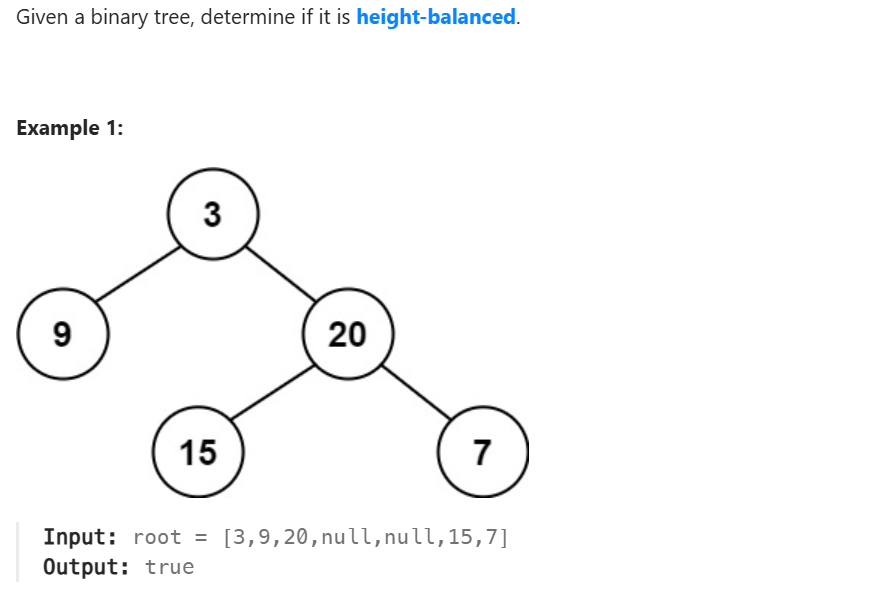 Given a binary tree, determine if it is height-balanced.
Example 1:
3
9
20
15
7
Input: root = [3,9,20,null,null,15,7]
Output: true